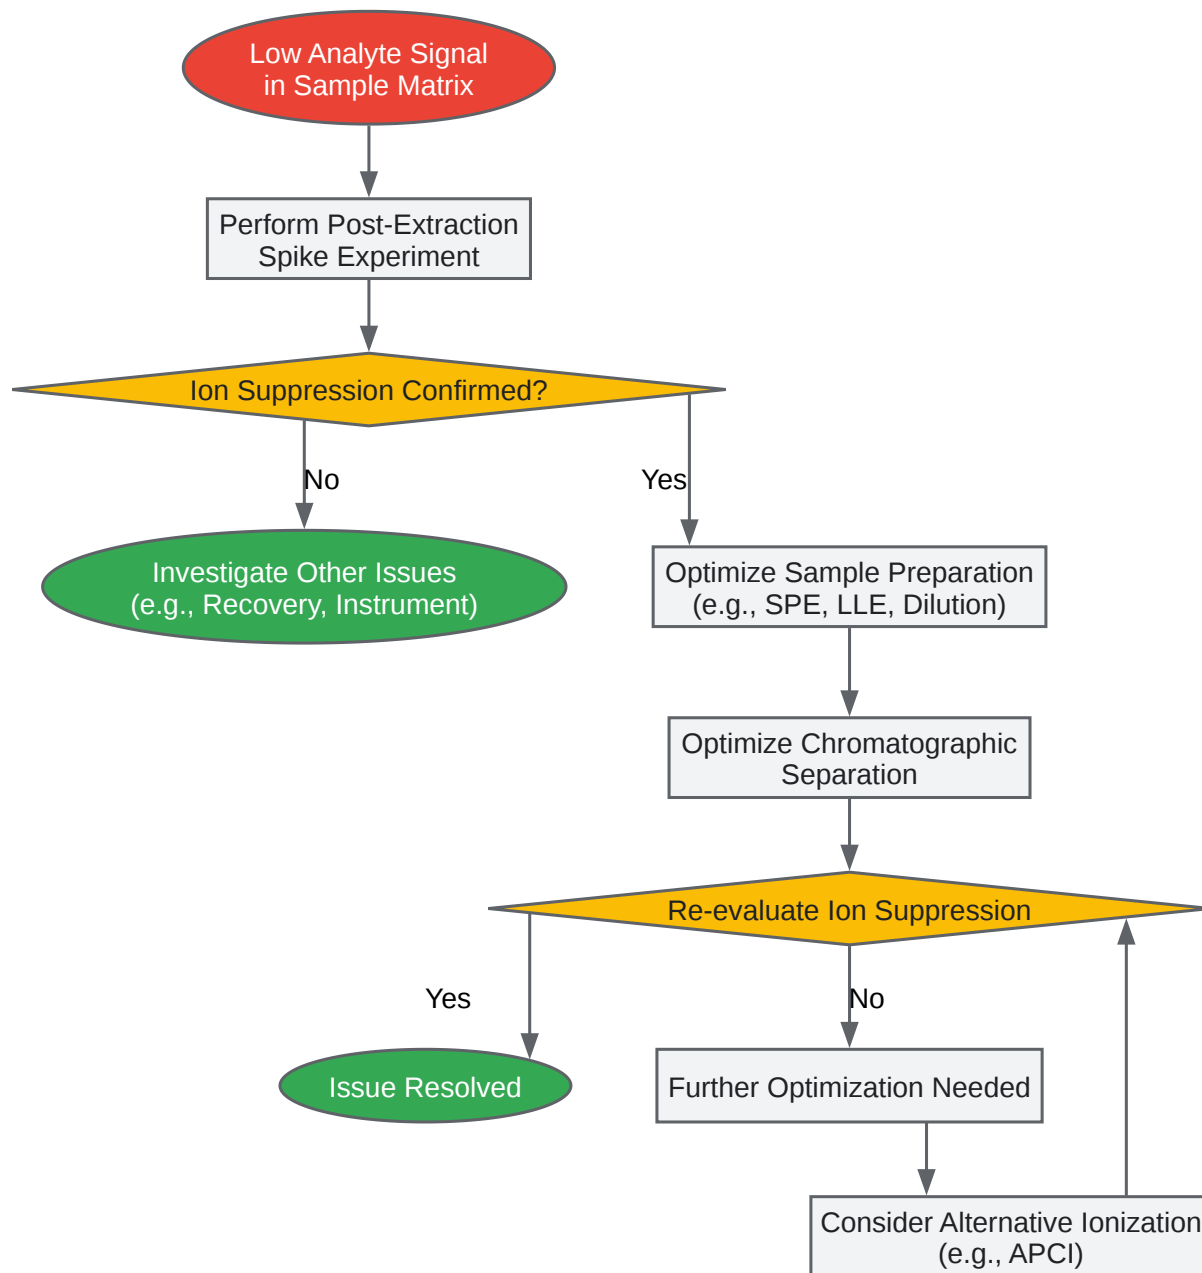 Low Analyte Signal
in Sample Matrix
Perform Post-Extraction
Spike Experiment
Ion Suppression Confirmed?
No
Yes
Investigate Other Issues
(e.g., Recovery, Instrument)
Optimize Sample Preparation
(e.g., SPE, LLE, Dilution)
Optimize Chromatographic
Separation
Re-evaluate Ion Suppression
Yes
No
Issue Resolved
Further Optimization Needed
Consider Alternative Ionization
(e.g., APCI)